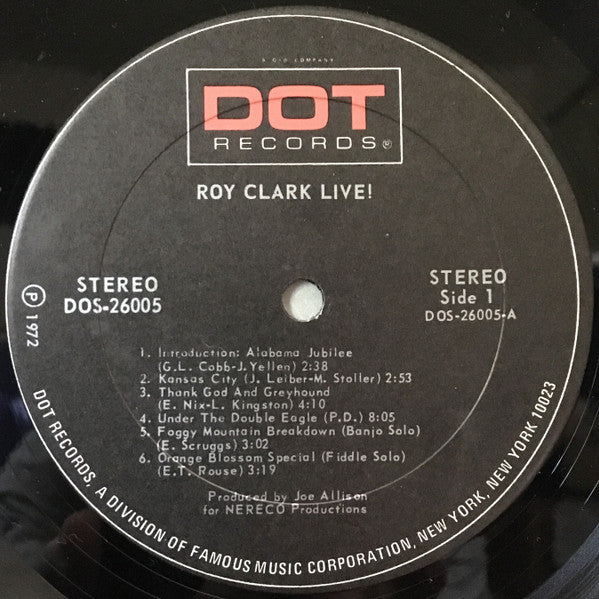 A G+W COMPANY
DOT
RECORDS®
ROY CLARK LIVE!
STEREO
DOS-26005
STEREO
Side 1
DOS-26005-A
℗ 1972
1. Introduction: Alabama Jubilee
(G.L. Cobb-J.Yellen) 2:38
2. Kansas City (J. Leiber-M. Stoller) 2:53
3. Thank God And Greyhound
(E. Nix-L. Kingston) 4:10
4. Under The Double Eagle (P.D.) 8:05
5. Foggy Mountain Breakdown (Banjo Solo)
(E. Scruggs) 3:02
6. Orange Blossom Special (Fiddle Solo)
(E.T. Rouse) 3:19
Produced by Joe Allison
for NERECO Productions
DOT RECORDS, A DIVISION OF FAMOUS MUSIC CORPORATION, NEW YORK, NEW YORK 10023